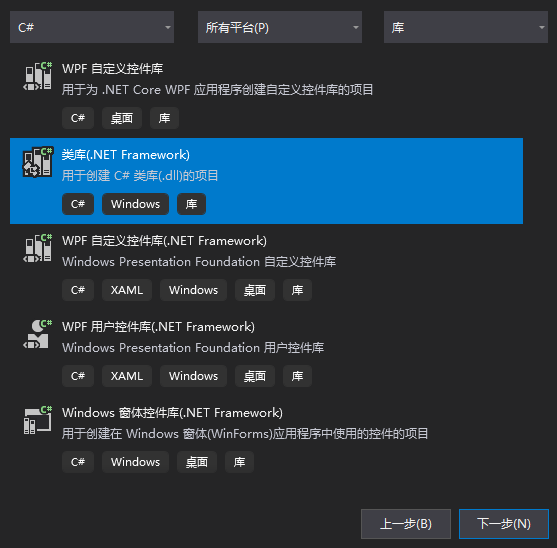 C# 所有平台(P) 库
C#
WPF 自定义控件库
用于为 .NET Core WPF 应用程序创建自定义控件库的项目
C# 桌面 库
C#
类库(.NET Framework)
用于创建 C# 类库(.dll)的项目
C# Windows 库
C#
WPF 自定义控件库(.NET Framework)
Windows Presentation Foundation 自定义控件库
C# XAML Windows 桌面 库
C#
WPF 用户控件库(.NET Framework)
Windows Presentation Foundation 用户控件库
C# XAML Windows 桌面 库
C#
Windows 窗体控件库(.NET Framework)
用于创建在 Windows 窗体(WinForms)应用程序中使用的控件的项目
C# Windows 桌面 库
上一步(B) 下一步(N)